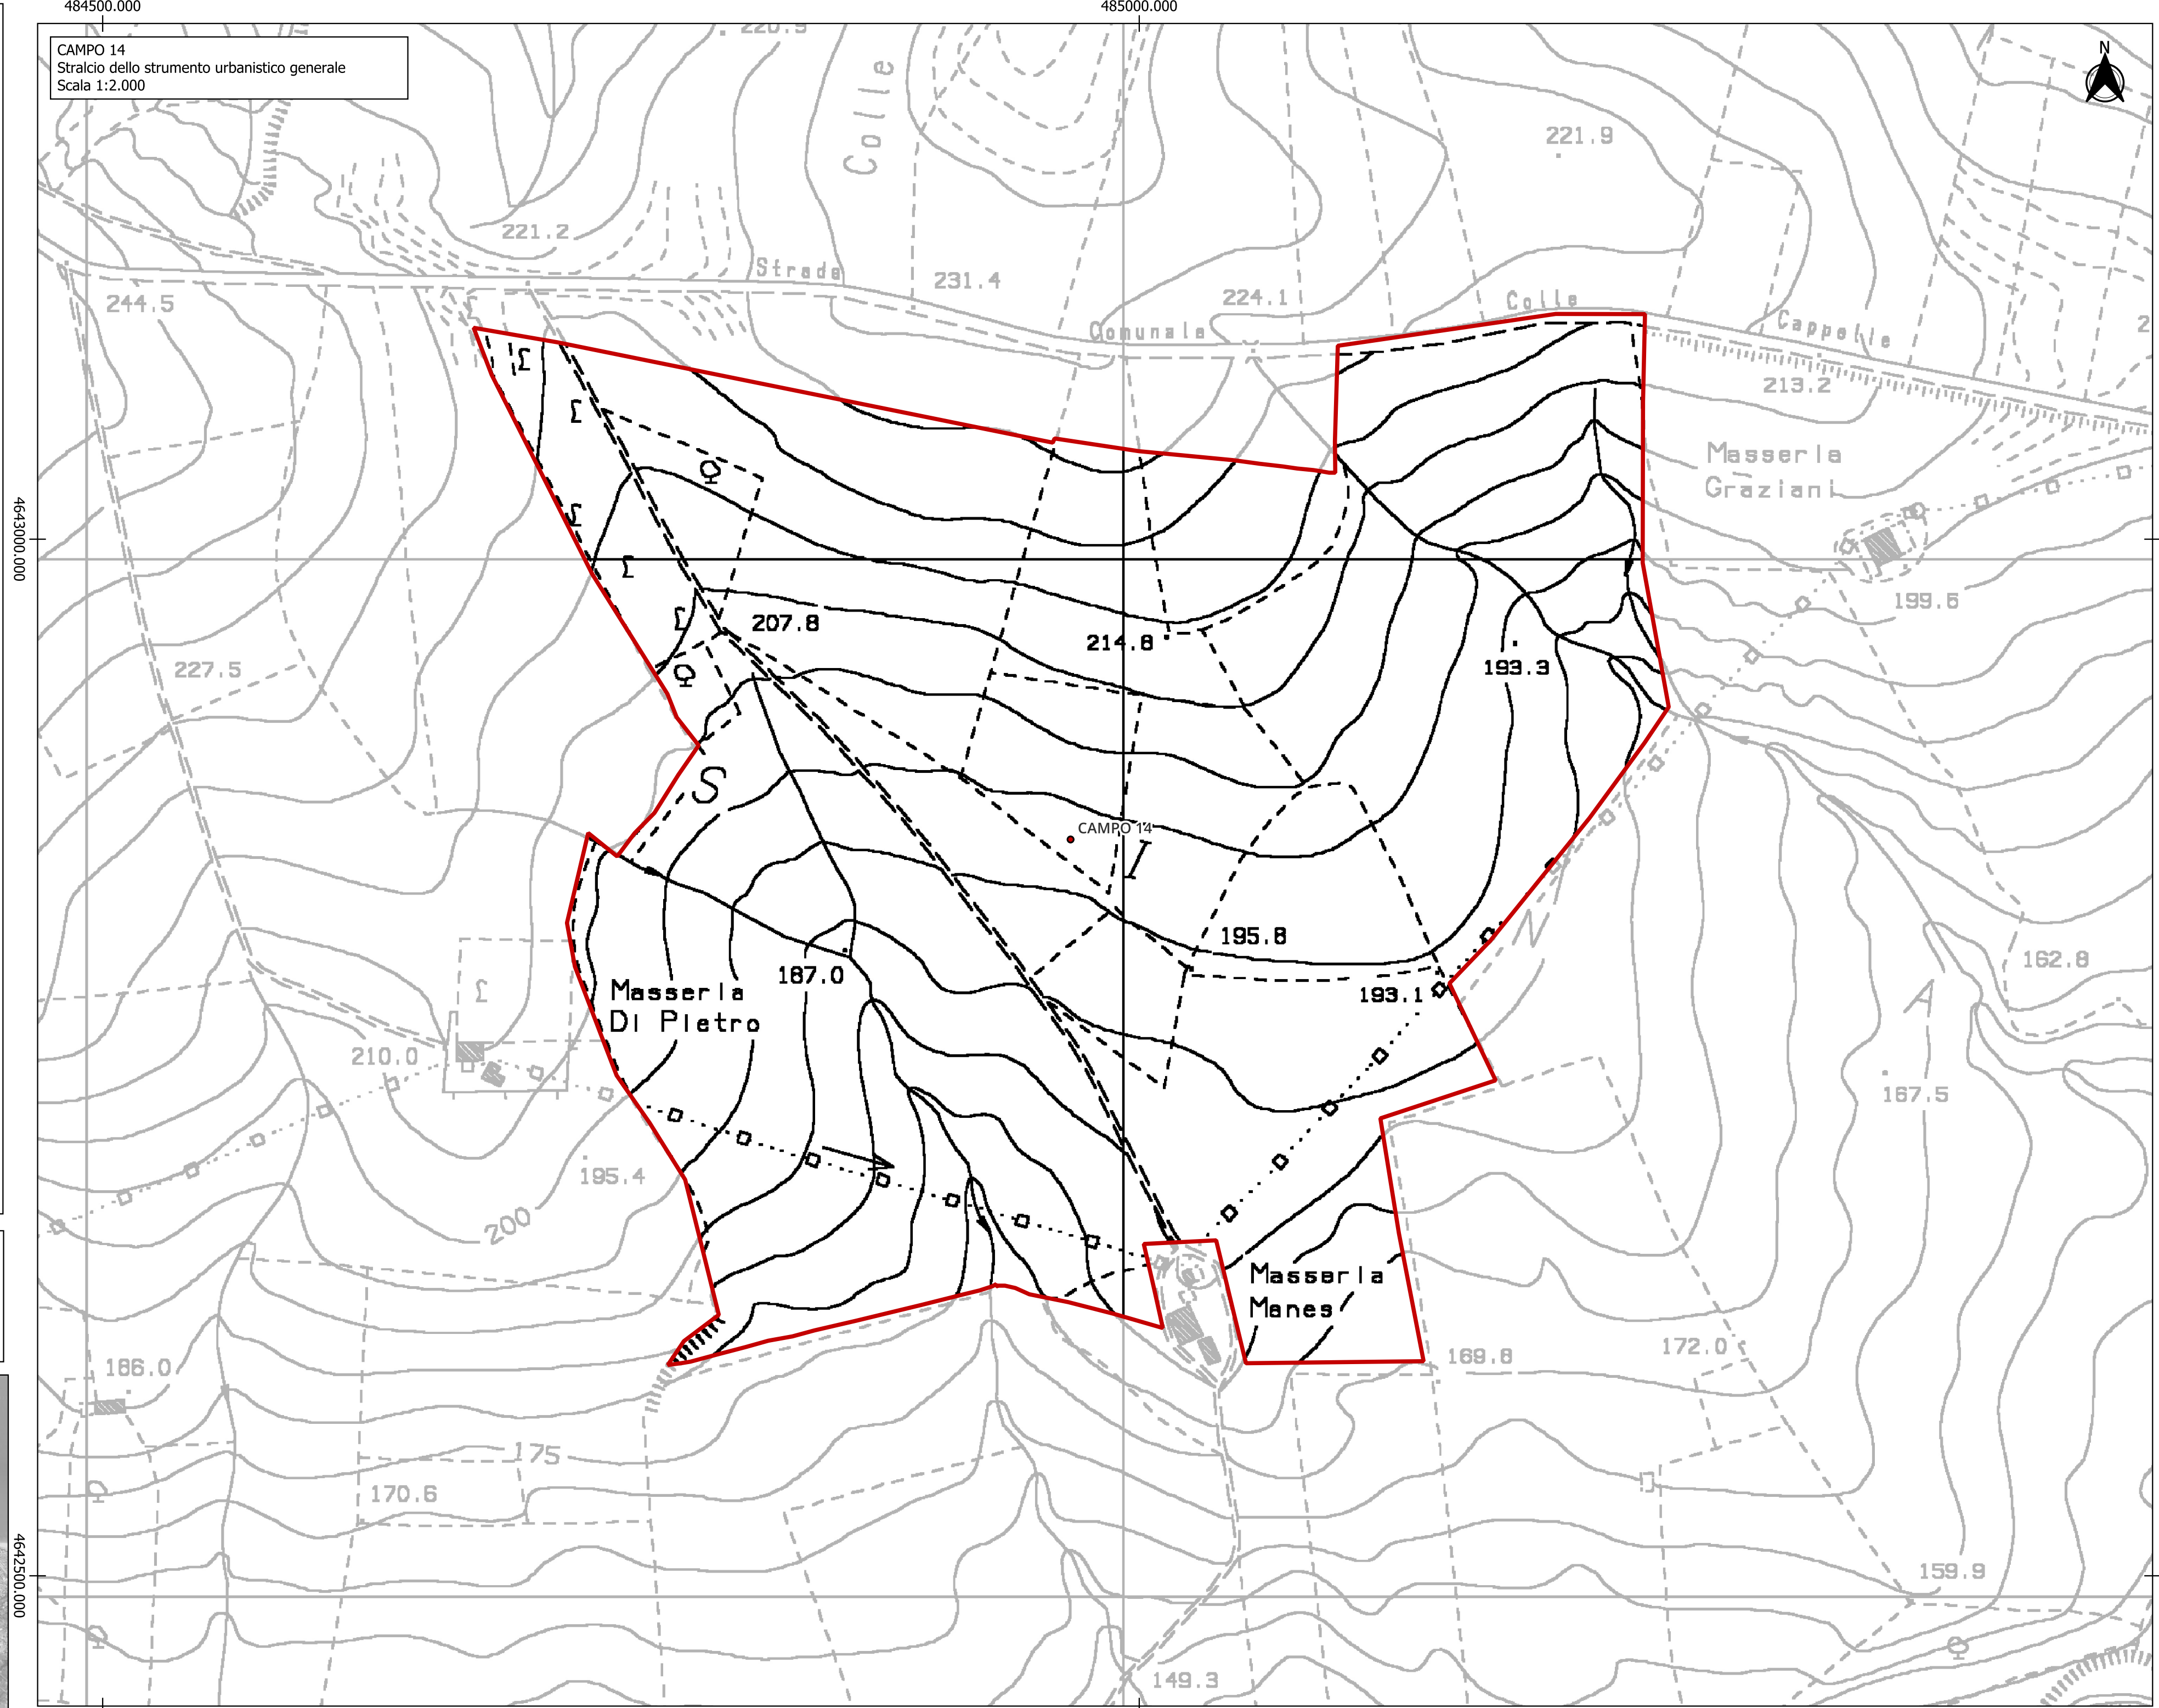 484500.000
485000.000
CAMPO 14
Stralcio dello strumento urbanistico generale
Scala 1:2.000
N
220.9
Colle
221.9
221.2
Strada
231.4
224.1
Colle
244.5
Comunale
Cappelle
213.2
Masseria
Graziani
4643000.000
199.6
207.8
214.8
193.3
227.5
S
CAMPO 14
I
195.8
N
187.0
193.1
162.8
Masseria
Di Pietro
A
210.0
167.5
195.4
200
Masseria
Manes
186.0
169.8
172.0
175
170.6
4642500.000
159.9
149.3